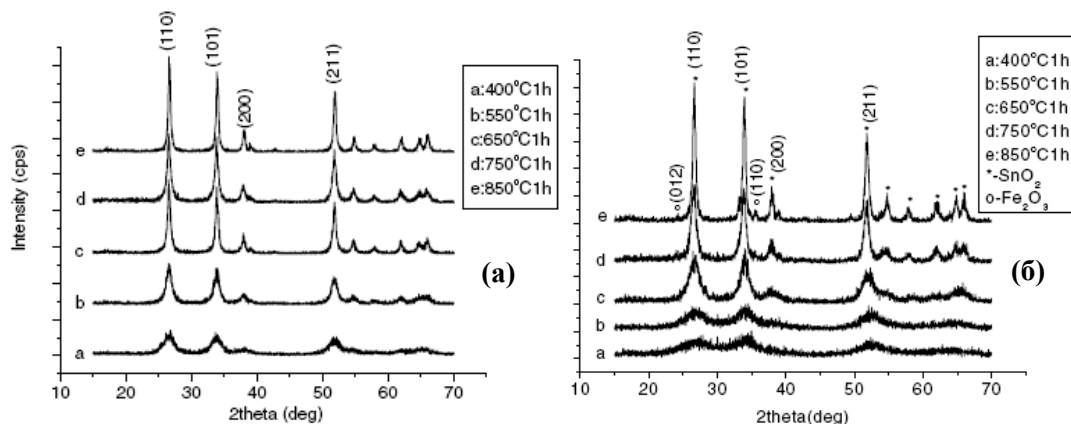 (110)
(101)
(200)
(211)
a:400°C1h
b:550°C1h
c:650°C1h
d:750°C1h
e:850°C1h
e
d
c
b
a
(а)
Intensity (cps)
10 20 30 40 50 60 70
2theta (deg)
°(012)
*(110)
(101)
°(110)
*(200)
*(211)
a:400°C1h
b:550°C1h
c:650°C1h
d:750°C1h
e:850°C1h
*-SnO₂
o-Fe₂O₃
e
d
c
b
a
(б)
10 20 30 40 50 60 70
2theta(deg)